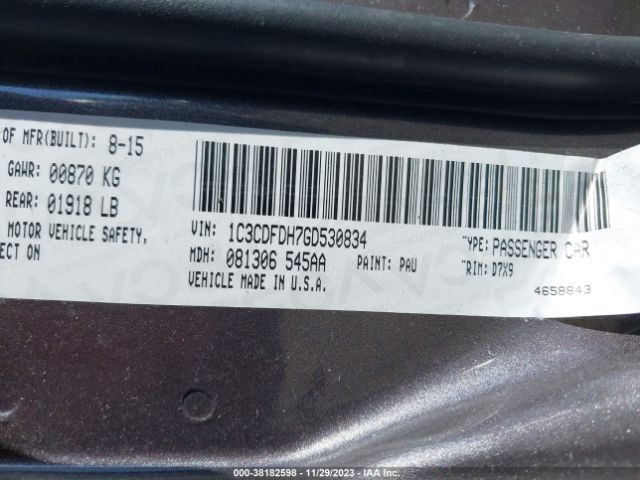 OF MFR(BUILT): 8-15
GAWR: 00870 KG
REAR: 01918 LB
MOTOR VEHICLE SAFETY,
ECT ON
VIN: 1C3CDFDH7GD530834
MDH: 081306 545AA PAINT: PAU
VEHICLE MADE IN U.S.A.
TYPE: PASSENGER CAR
TRIM: D7X9
4658843
000-38182598 - 11/29/2023 - IAA Inc.